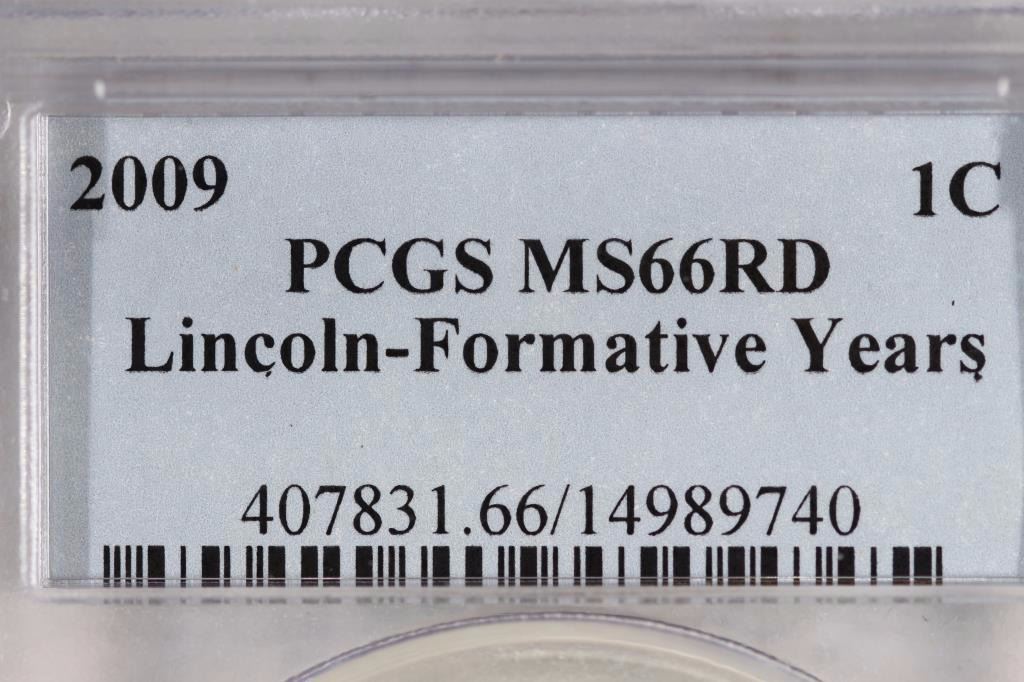 2009 1C
PCGS MS66RD
Lincoln-Formative Years
407831.66/14989740